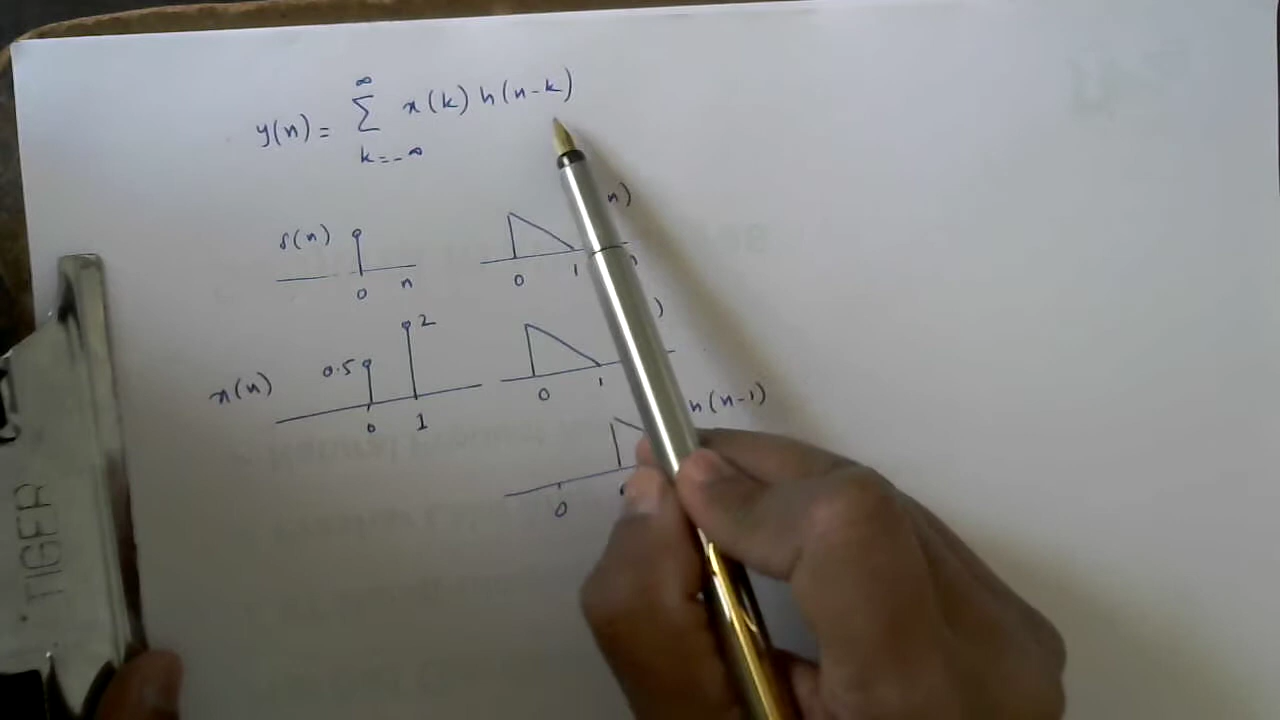 ∞
y(n) = Σ x(k) h(n-k)
k=-∞
δ(n)
n)
0 n
0 1
2
0.5
)
x(n)
0 1
0 1
h(n-1)
0
TIGER